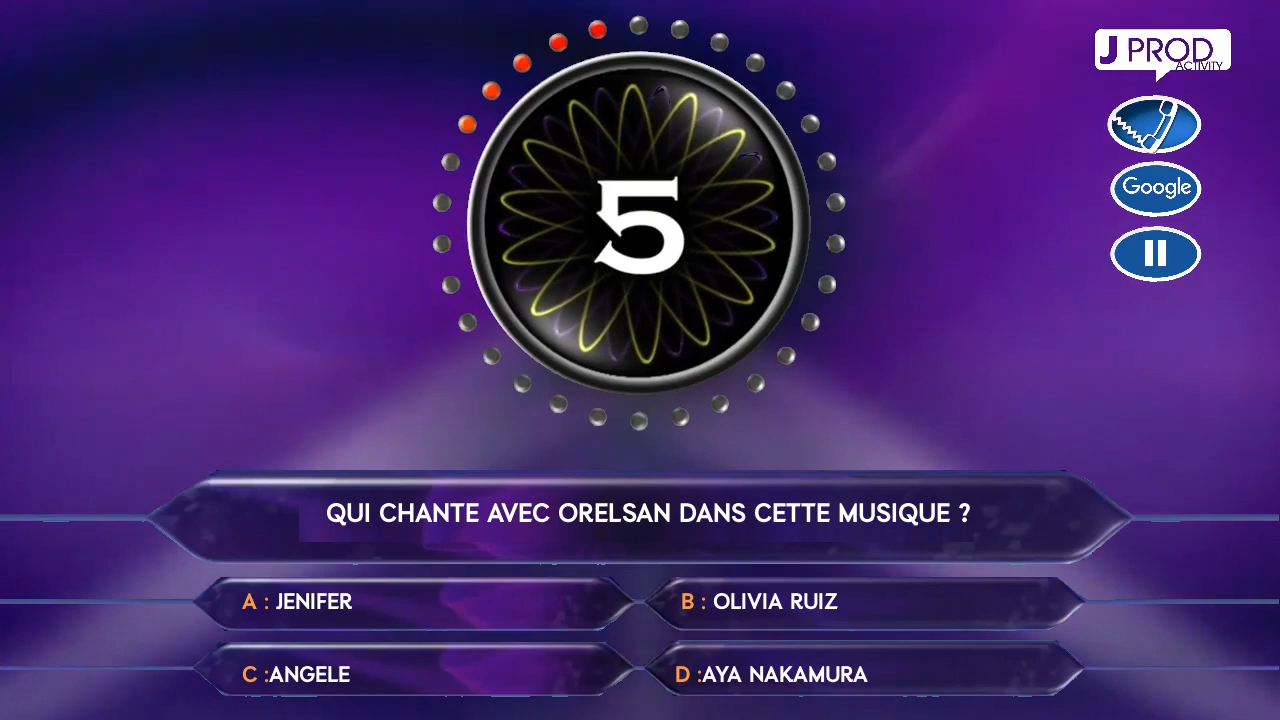 J PROD
ACTIVITY
Google
5
QUI CHANTE AVEC ORELSAN DANS CETTE MUSIQUE ?
A : JENIFER
B : OLIVIA RUIZ
C :ANGELE
D :AYA NAKAMURA